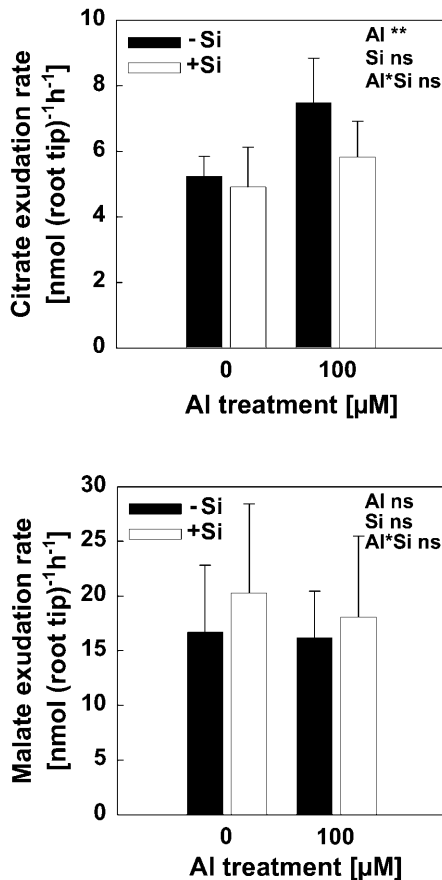 Citrate exudation rate
[nmol (root tip)⁻¹h⁻¹]
10
8
6
4
2
0
-Si
+Si
Al **
Si ns
Al*Si ns
0 100
Al treatment [µM]
Malate exudation rate
[nmol (root tip)⁻¹h⁻¹]
30
25
20
15
10
5
0
-Si
+Si
Al ns
Si ns
Al*Si ns
0 100
Al treatment [µM]